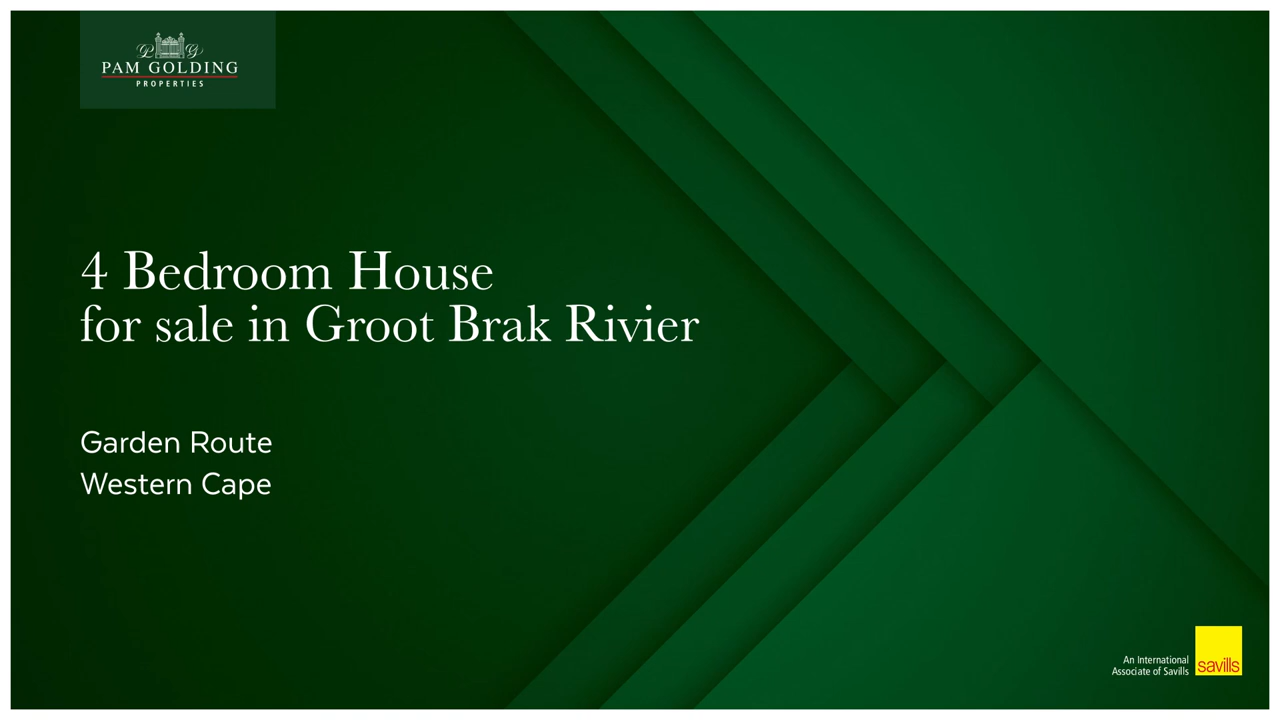 PAM GOLDING
PROPERTIES
4 Bedroom House
for sale in Groot Brak Rivier
Garden Route
Western Cape
An International
Associate of Savills
savills